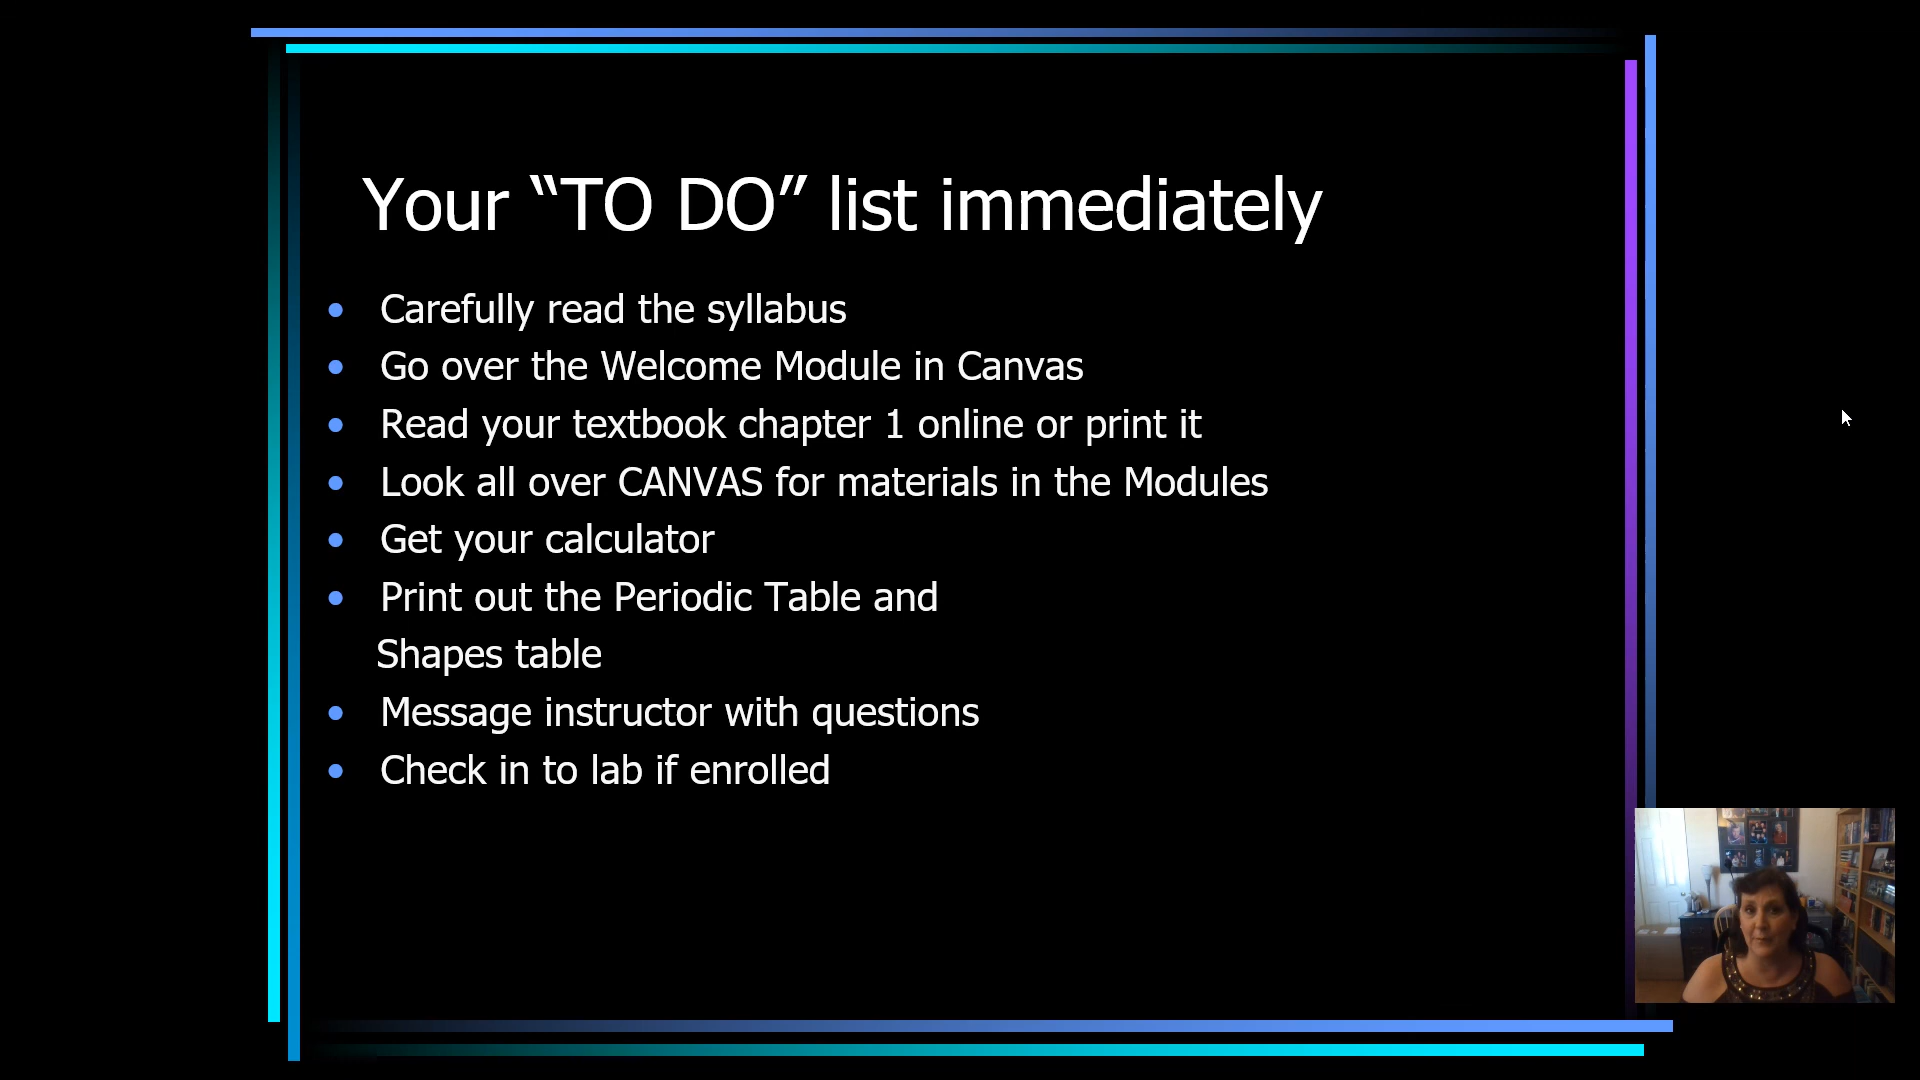 Your “TO DO” list immediately
• Carefully read the syllabus
• Go over the Welcome Module in Canvas
• Read your textbook chapter 1 online or print it
• Look all over CANVAS for materials in the Modules
• Get your calculator
• Print out the Periodic Table and
Shapes table
• Message instructor with questions
• Check in to lab if enrolled